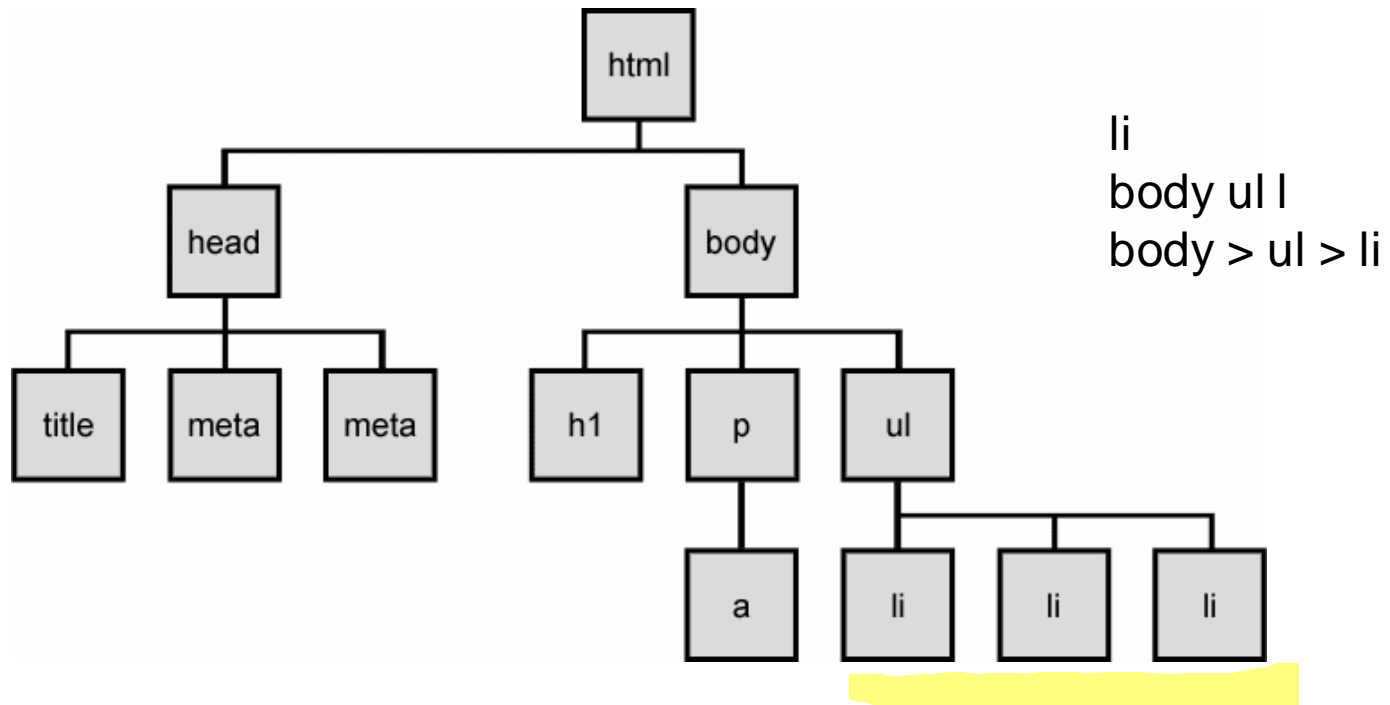 html
li
body ul l
body > ul > li
head body
title meta meta h1 p ul
a li li li